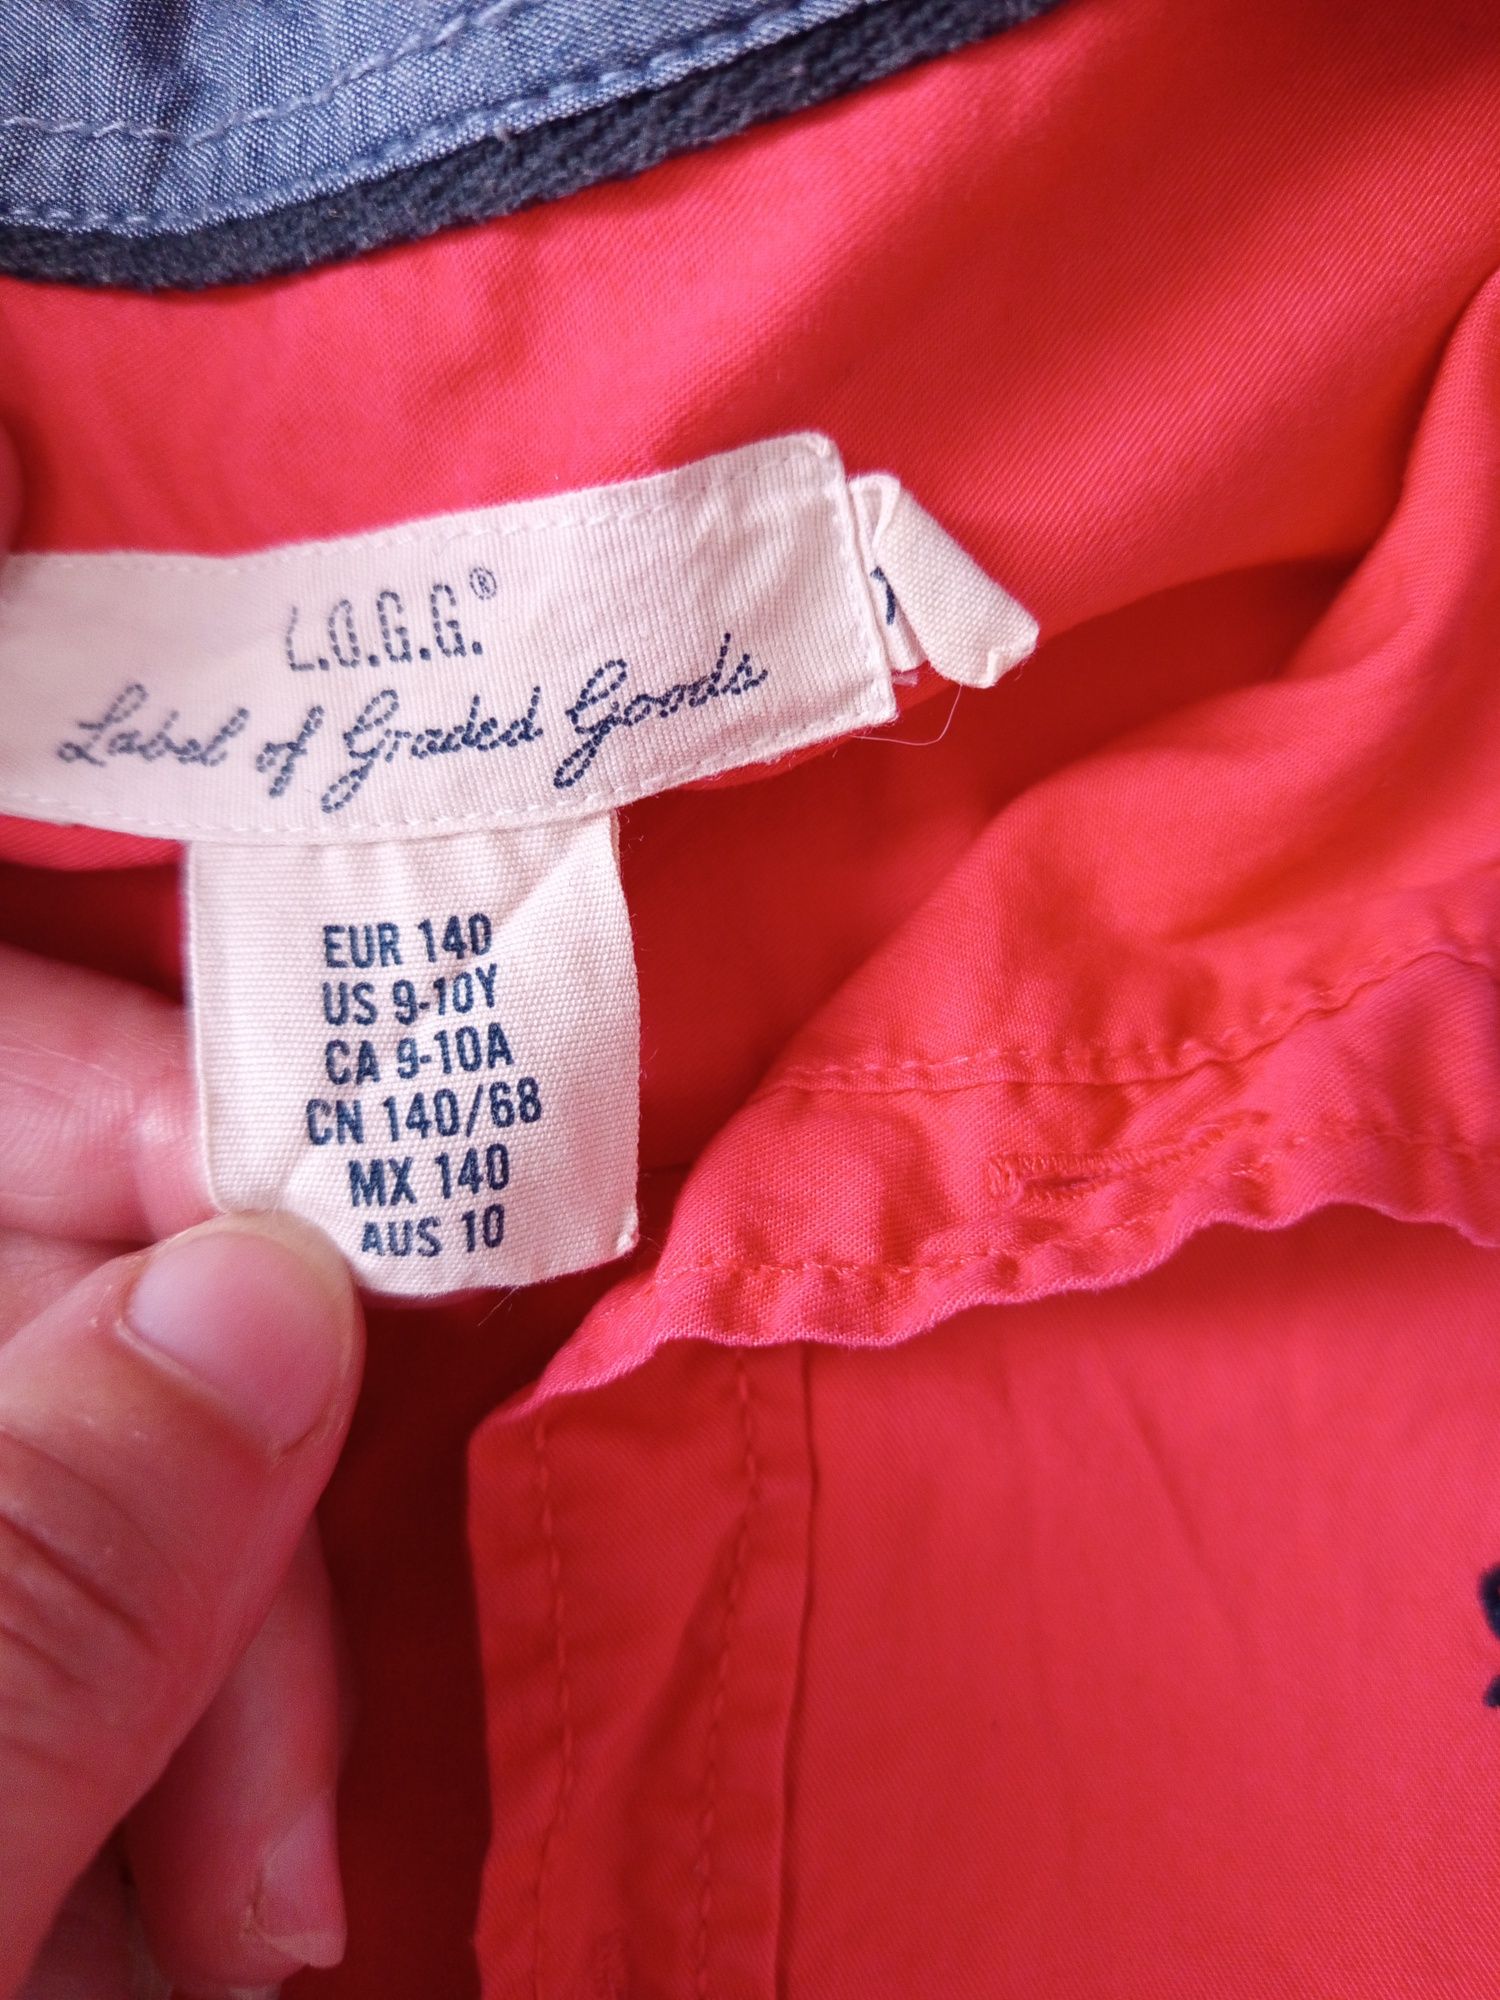 L.O.G.G.®
Label of Graded Goods
EUR 140
US 9-10Y
CA 9-10A
CN 140/68
MX 140
AUS 10